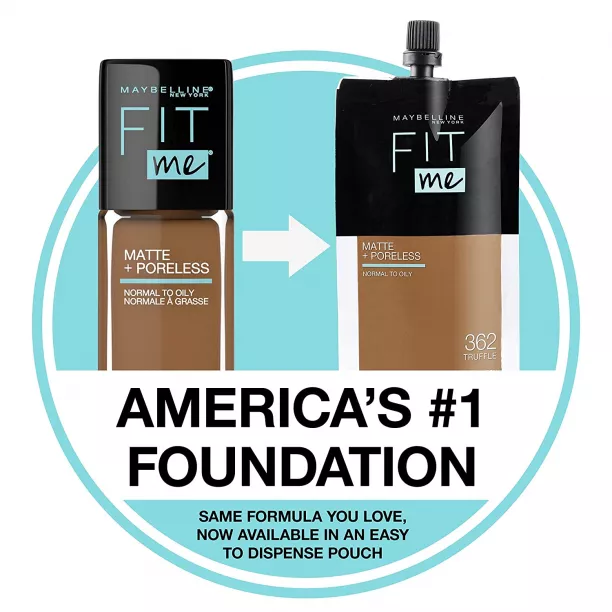 MAYBELLINE®
NEW YORK
FIT
me®
MATTE
+ PORELESS
NORMAL TO OILY
NORMALE À GRASSE
MAYBELLINE
NEW YORK
FIT
me
MATTE
+ PORELESS
NORMAL TO OILY
362
TRUFFLE
AMERICA'S #1
FOUNDATION
SAME FORMULA YOU LOVE,
NOW AVAILABLE IN AN EASY
TO DISPENSE POUCH